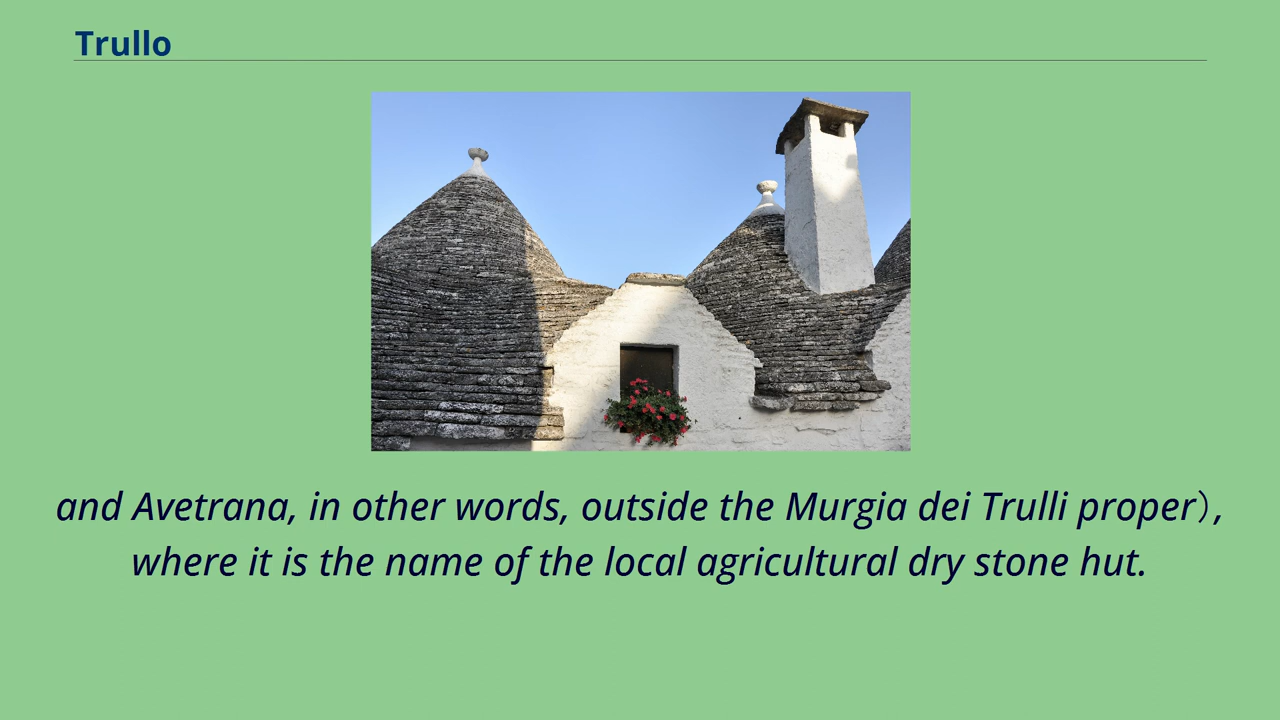 Trullo
and Avetrana, in other words, outside the Murgia dei Trulli proper）,
where it is the name of the local agricultural dry stone hut.